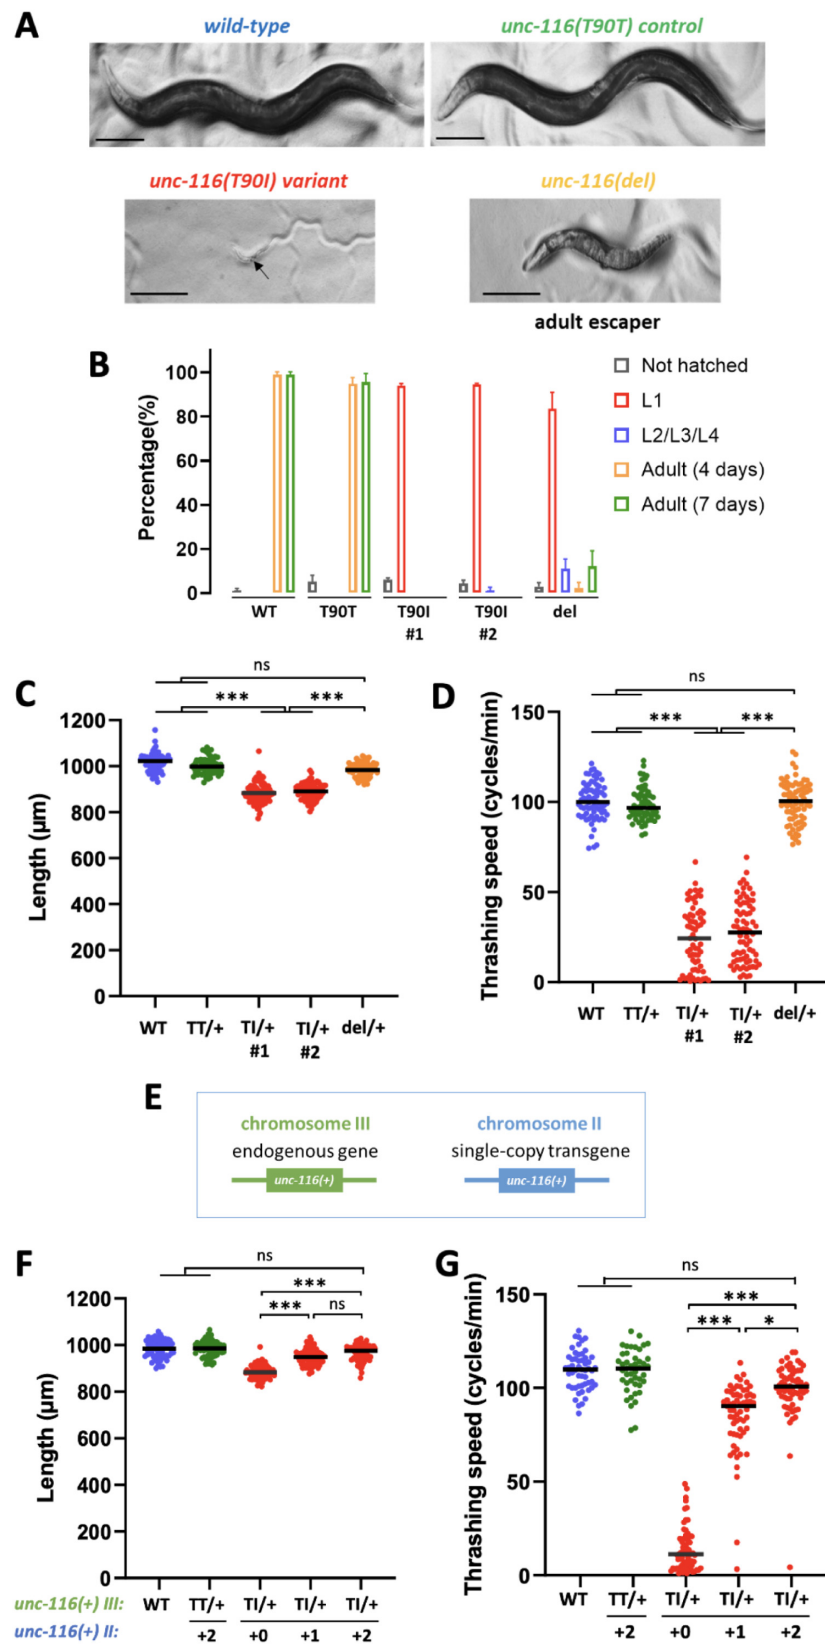 A
wild-type
unc-116(T90T) control
unc-116(T90I) variant
unc-116(del)
adult escaper
B
Percentage(%)
100
80
60
40
20
0
WT
T90T
T90I
#1
T90I
#2
del
Not hatched
L1
L2/L3/L4
Adult (4 days)
Adult (7 days)
C
Length (µm)
1200
1000
800
600
400
200
0
ns
***
***
WT
TT/+
TI/+
#1
TI/+
#2
del/+
D
Thrashing speed (cycles/min)
150
100
50
0
ns
***
***
WT
TT/+
TI/+
#1
TI/+
#2
del/+
E
chromosome III
endogenous gene
unc-116(+)
chromosome II
single-copy transgene
unc-116(+)
F
Length (µm)
1200
1000
800
600
400
200
0
ns
***
***
ns
unc-116(+) III:
WT
TT/+
TI/+
TI/+
TI/+
unc-116(+) II:
+2
+0
+1
+2
G
Thrashing speed (cycles/min)
150
100
50
0
ns
***
***
*
WT
TT/+
TI/+
TI/+
TI/+
+2
+0
+1
+2